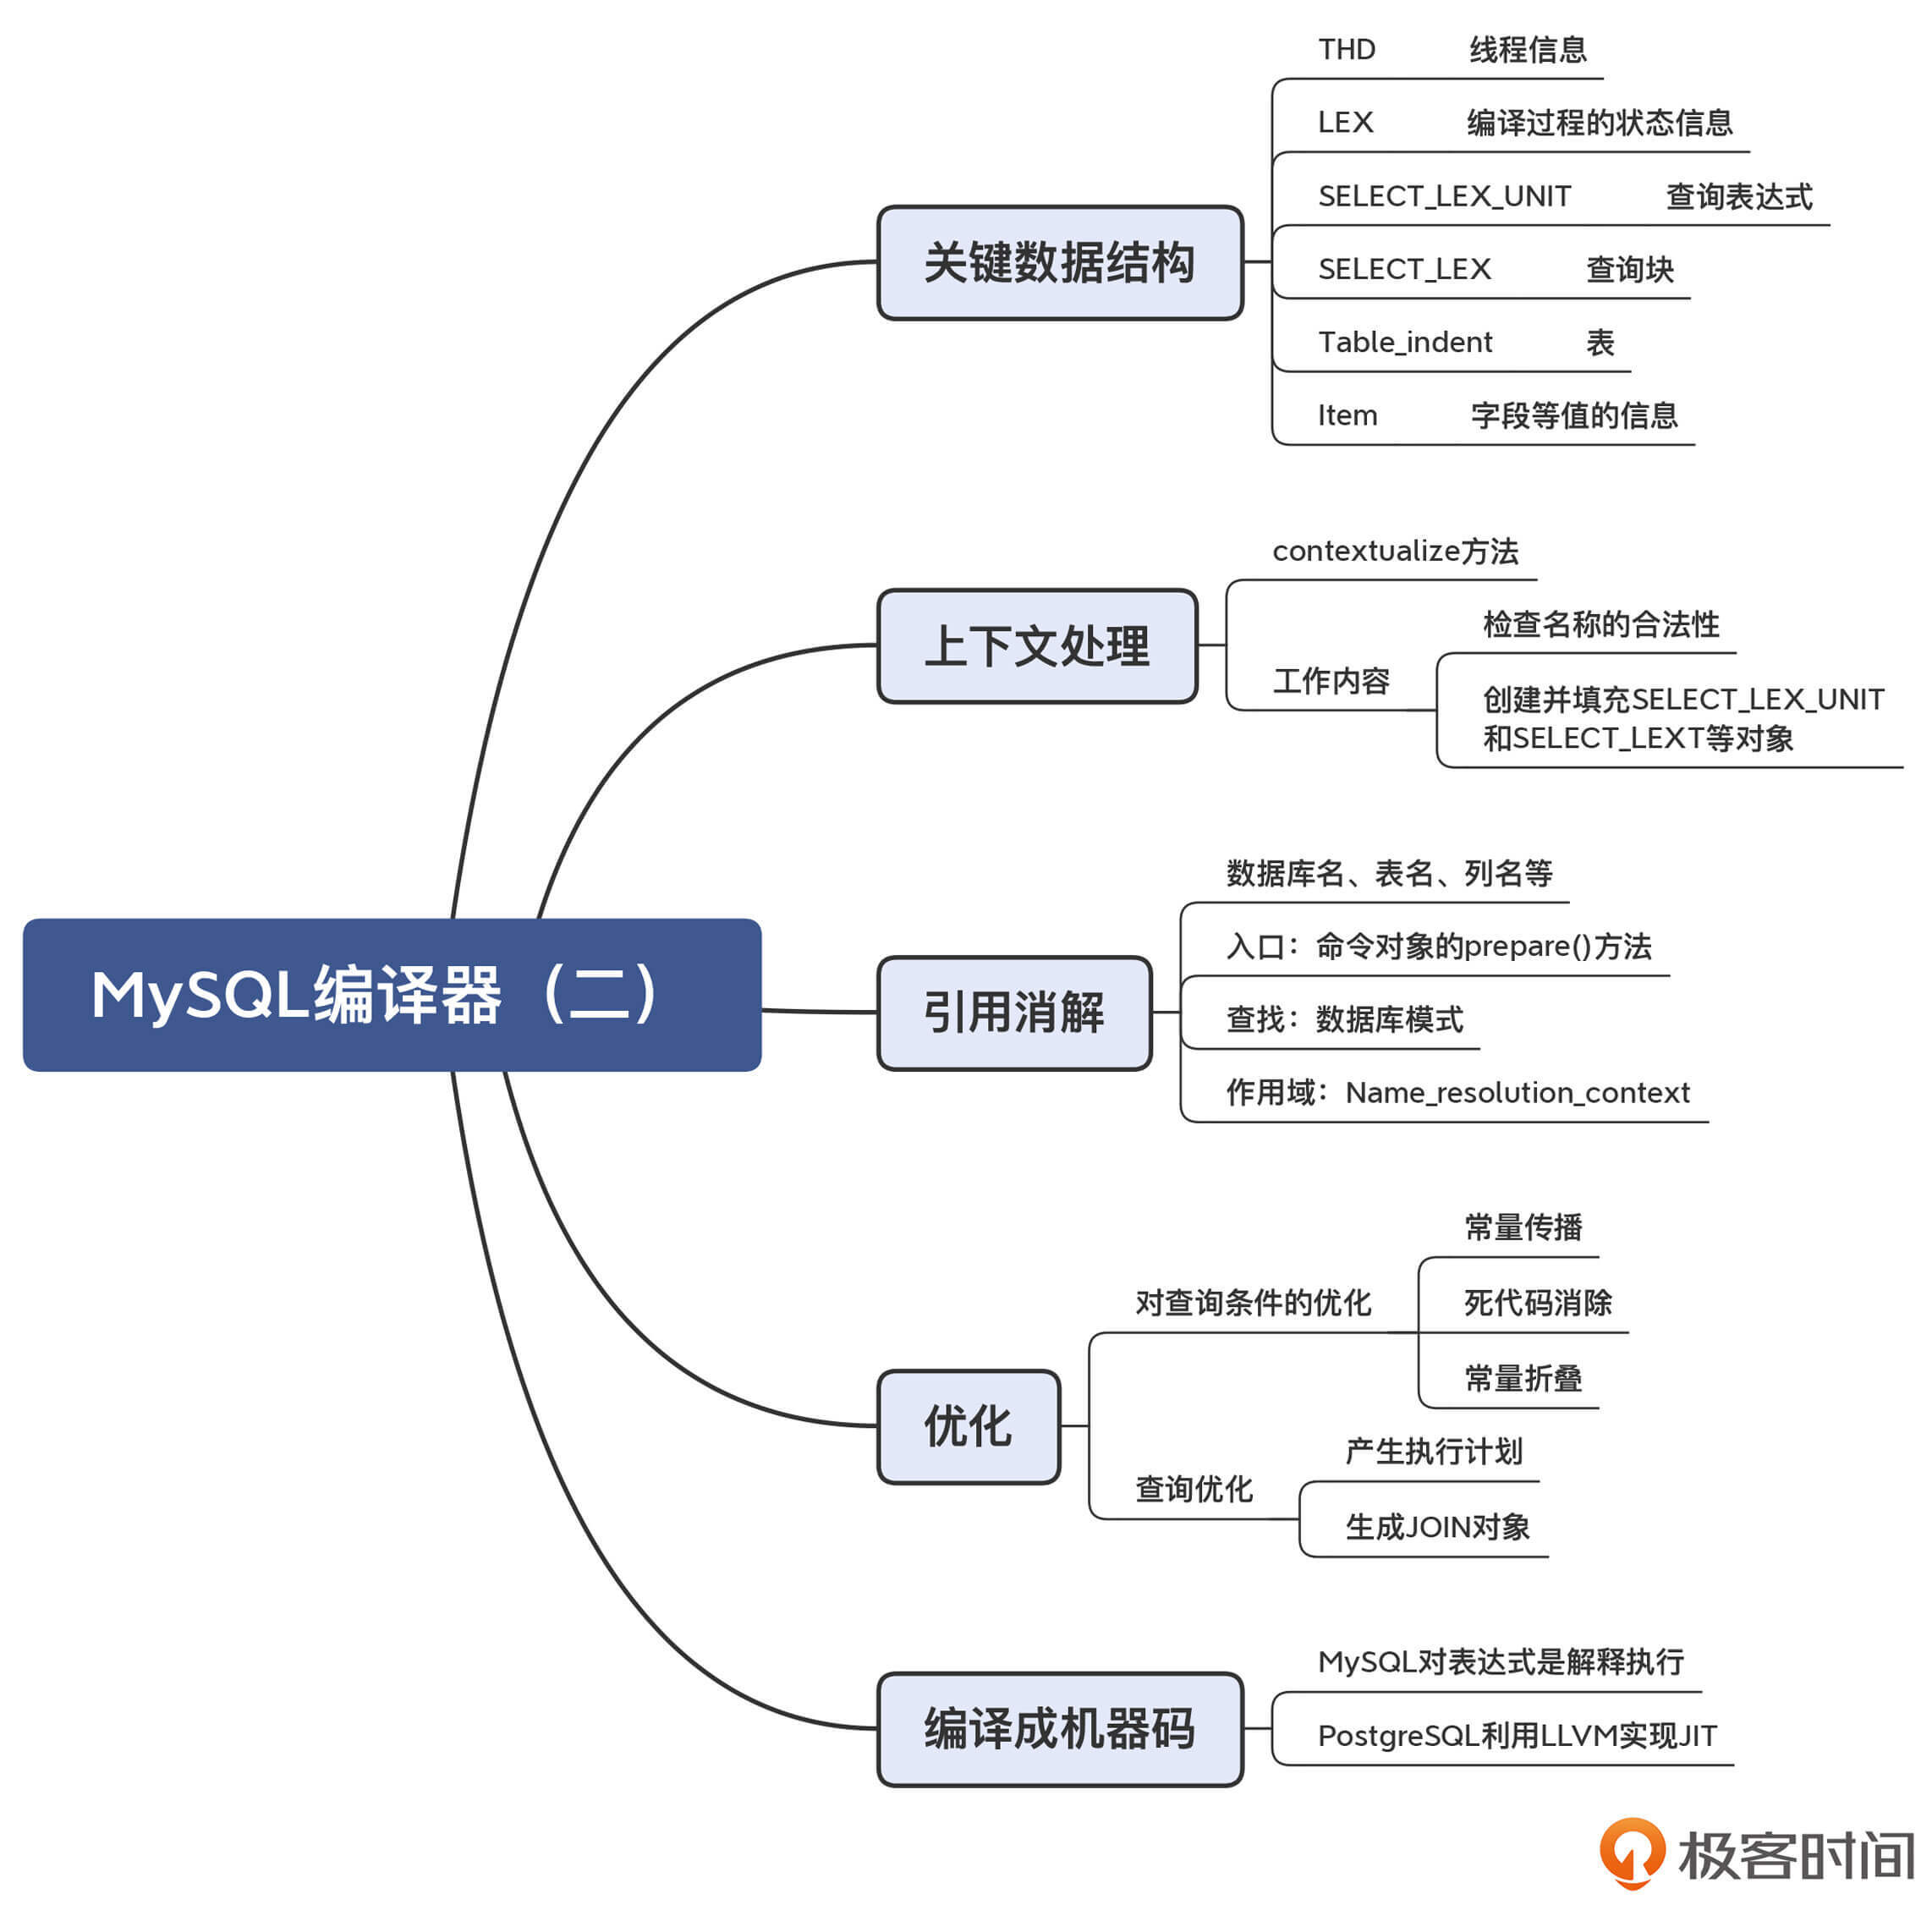 MySQL编译器（二）
关键数据结构
THD 线程信息
LEX 编译过程的状态信息
SELECT_LEX_UNIT 查询表达式
SELECT_LEX 查询块
Table_indent 表
Item 字段等值的信息
上下文处理
contextualize方法
工作内容
检查名称的合法性
创建并填充SELECT_LEX_UNIT
和SELECT_LEXT等对象
引用消解
数据库名、表名、列名等
入口：命令对象的prepare()方法
查找：数据库模式
作用域：Name_resolution_context
优化
对查询条件的优化
常量传播
死代码消除
常量折叠
查询优化
产生执行计划
生成JOIN对象
编译成机器码
MySQL对表达式是解释执行
PostgreSQL利用LLVM实现JIT
极客时间